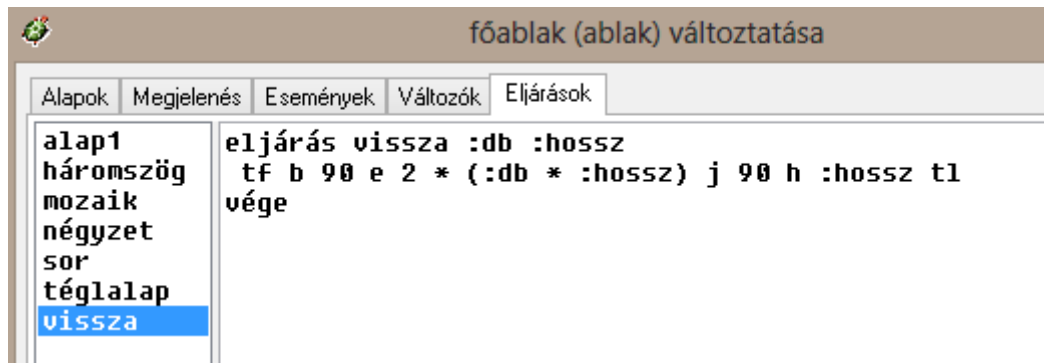 főablak (ablak) változtatása
Alapok Megjelenés Események Változók Eljárások
alap1
háromszög
mozaik
négyzet
sor
téglalap
vissza
eljárás vissza :db :hossz
tf b 90 e 2 * (:db * :hossz) j 90 h :hossz tl
vége